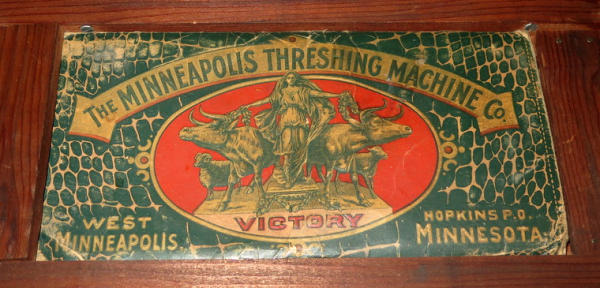 THE MINNEAPOLIS THRESHING MACHINE CO.
VICTORY
WEST
MINNEAPOLIS.
HOPKINS P.O.
MINNESOTA.